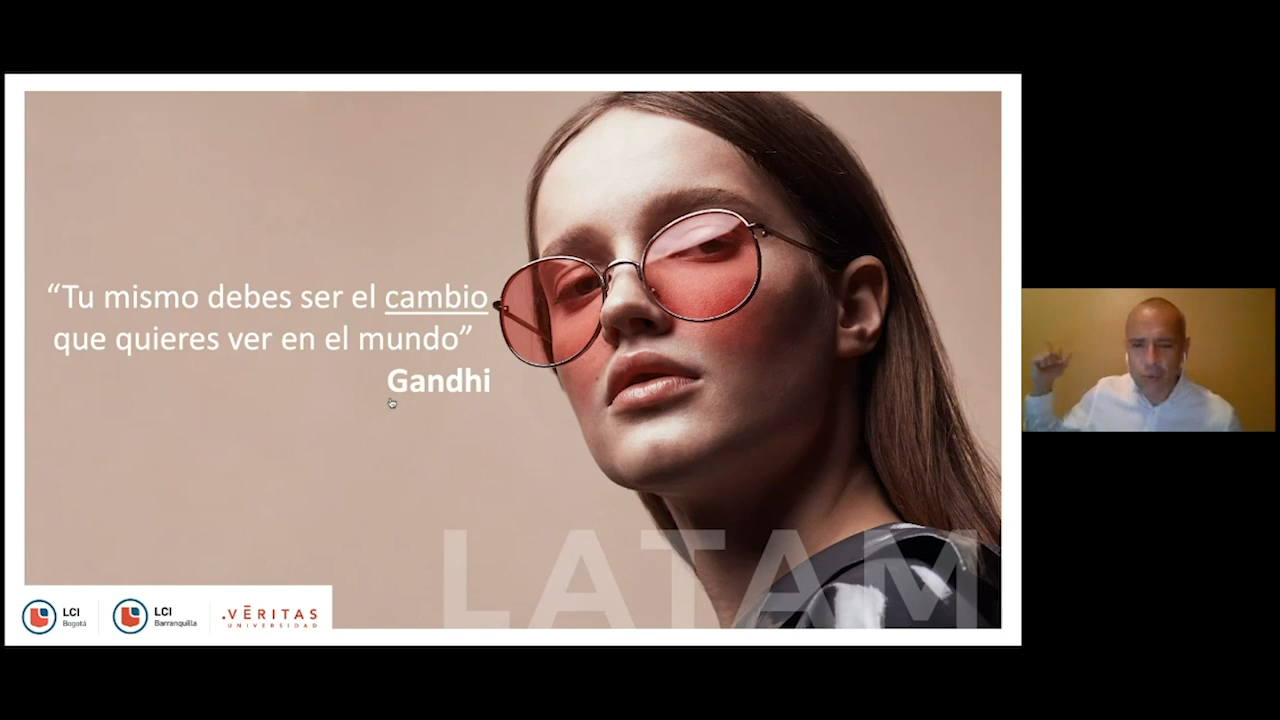 “Tu mismo debes ser el cambio
que quieres ver en el mundo”
Gandhi
LATAM
LCI
Bogotá
LCI
Barranquilla
.VĒRITAS
UNIVERSIDAD